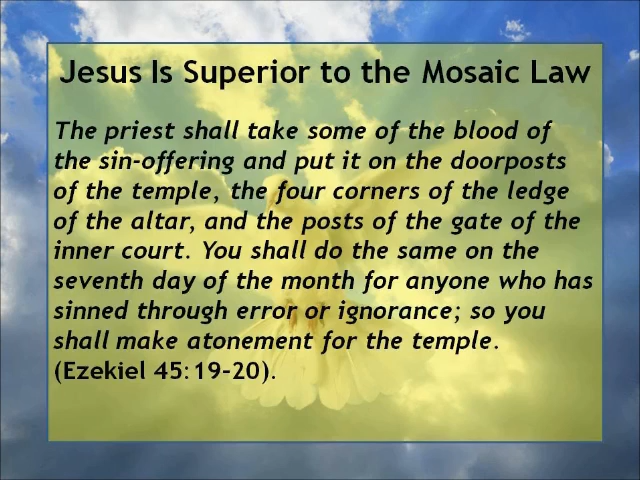 Jesus Is Superior to the Mosaic Law
The priest shall take some of the blood of
the sin-offering and put it on the doorposts
of the temple, the four corners of the ledge
of the altar, and the posts of the gate of the
inner court. You shall do the same on the
seventh day of the month for anyone who has
sinned through error or ignorance; so you
shall make atonement for the temple.
(Ezekiel 45:19–20).